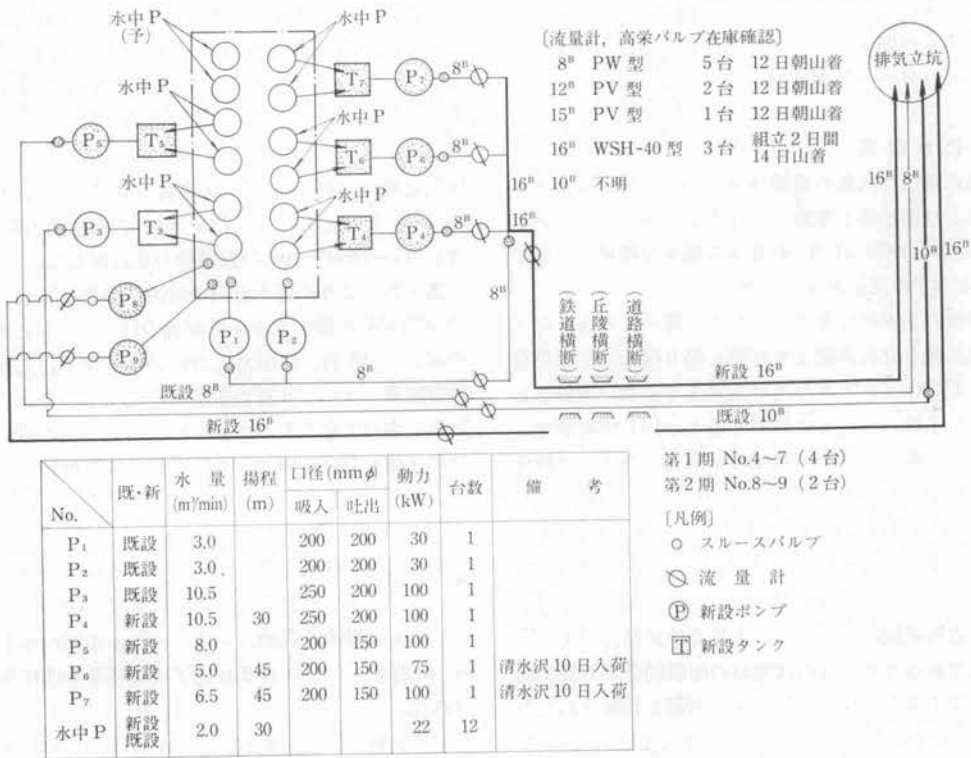 水中P
(予)
水中P
水中P
水中P
水中P
水中P
水中P
T₇
P₇
8ᴮ
P₅
T₅
T₆
P₆
8ᴮ
P₃
T₃
T₄
P₄
8ᴮ
16ᴮ
16ᴮ
8ᴮ
P₈
P₉
P₁
P₂
8ᴮ
既設 8ᴮ
新設 16ᴮ
〔流量計,高栄バルブ在庫確認〕
8ᴮ PW型 5台 12日朝山着
12ᴮ PV型 2台 12日朝山着
15ᴮ PV型 1台 12日朝山着
16ᴮ WSH-40型 3台 組立2日間 14日山着
10ᴮ 不明
排気立坑
16ᴮ
8ᴮ
10ᴮ
16ᴮ
(鉄道横断)
(丘陵横断)
(道路横断)
新設 16ᴮ
既設 10ᴮ
No. 既・新 水量 (m³/min) 揚程 (m) 口径(mmφ) 吸入 吐出 動力 (kW) 台数 備考
P₁ 既設 3.0 200 200 30 1
P₂ 既設 3.0 200 200 30 1
P₃ 既設 10.5 250 200 100 1
P₄ 新設 10.5 30 250 200 100 1
P₅ 新設 8.0 200 150 100 1
P₆ 新設 5.0 45 200 150 75 1 清水沢10日入荷
P₇ 新設 6.5 45 200 150 100 1 清水沢10日入荷
水中P 新設 既設 2.0 30 22 12
第1期 No.4~7(4台)
第2期 No.8~9(2台)
〔凡例〕
スルースバルブ
流量計
P 新設ポンプ
T 新設タンク